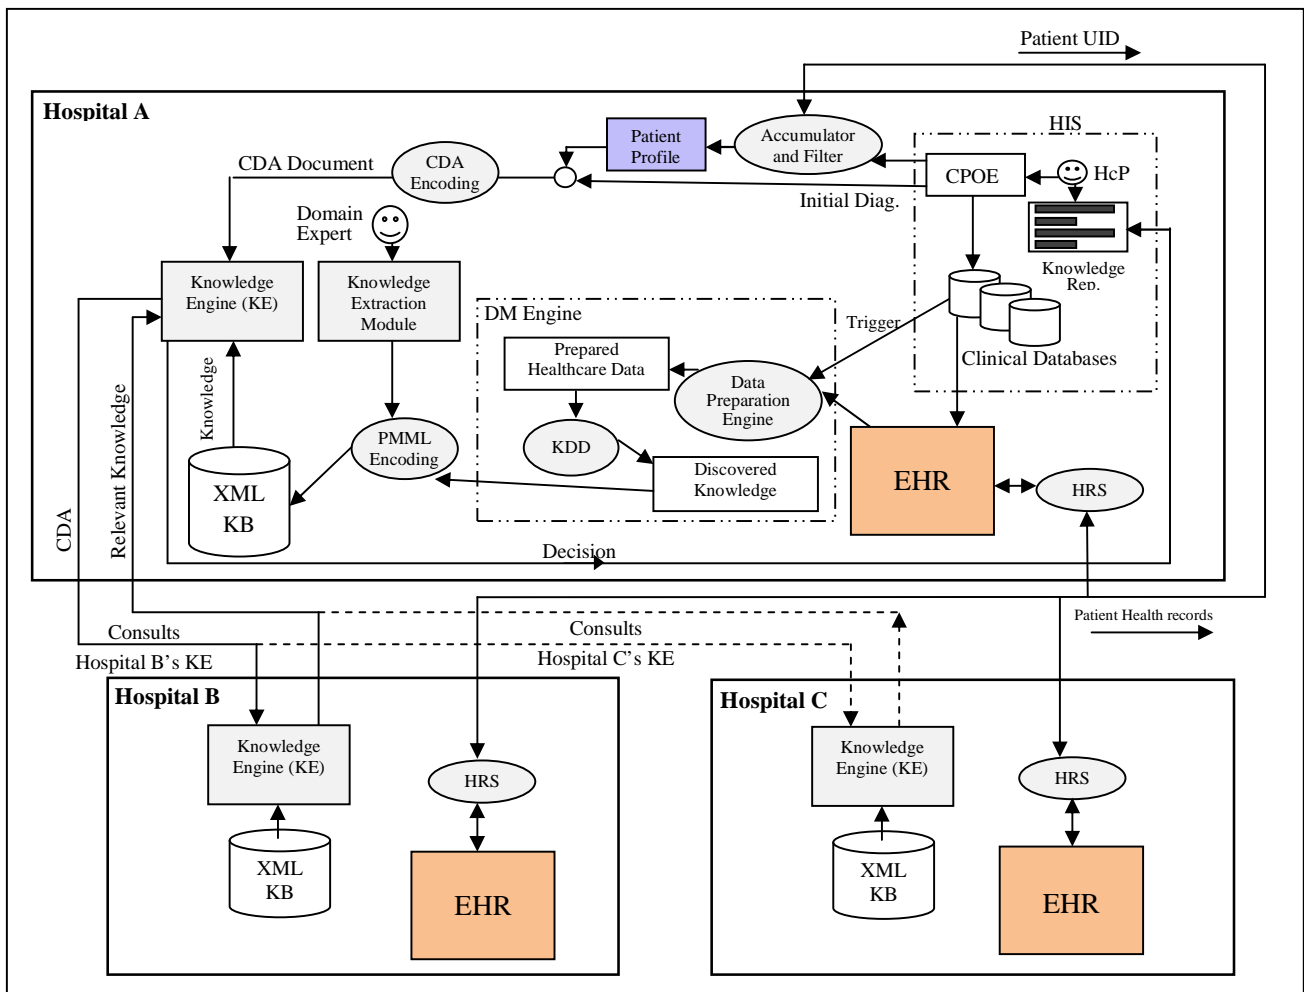 Patient UID
Hospital A
HIS
Patient
Profile
Accumulator
and Filter
CDA Document
CDA
Encoding
CPOE
HcP
Initial Diag.
Domain
Expert
Knowledge
Engine (KE)
Knowledge
Extraction
Module
Knowledge
Rep.
DM Engine
Trigger
Prepared
Healthcare Data
Clinical Databases
Data
Preparation
Engine
Knowledge
PMML
Encoding
KDD
Discovered
Knowledge
EHR
HRS
XML
KB
CDA
Relevant Knowledge
Decision
Patient Health records
Consults
Hospital B's KE
Consults
Hospital C's KE
Hospital B
Knowledge
Engine (KE)
HRS
XML
KB
EHR
Hospital C
Knowledge
Engine (KE)
HRS
XML
KB
EHR